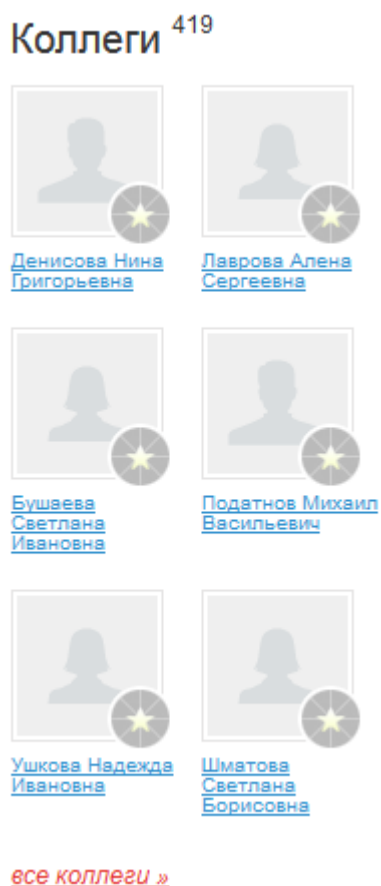 Коллеги 419
Денисова Нина
Григорьевна
Лаврова Алена
Сергеевна
Бушаева
Светлана
Ивановна
Податнов Михаил
Васильевич
Ушкова Надежда
Ивановна
Шматова
Светлана
Борисовна
все коллеги »